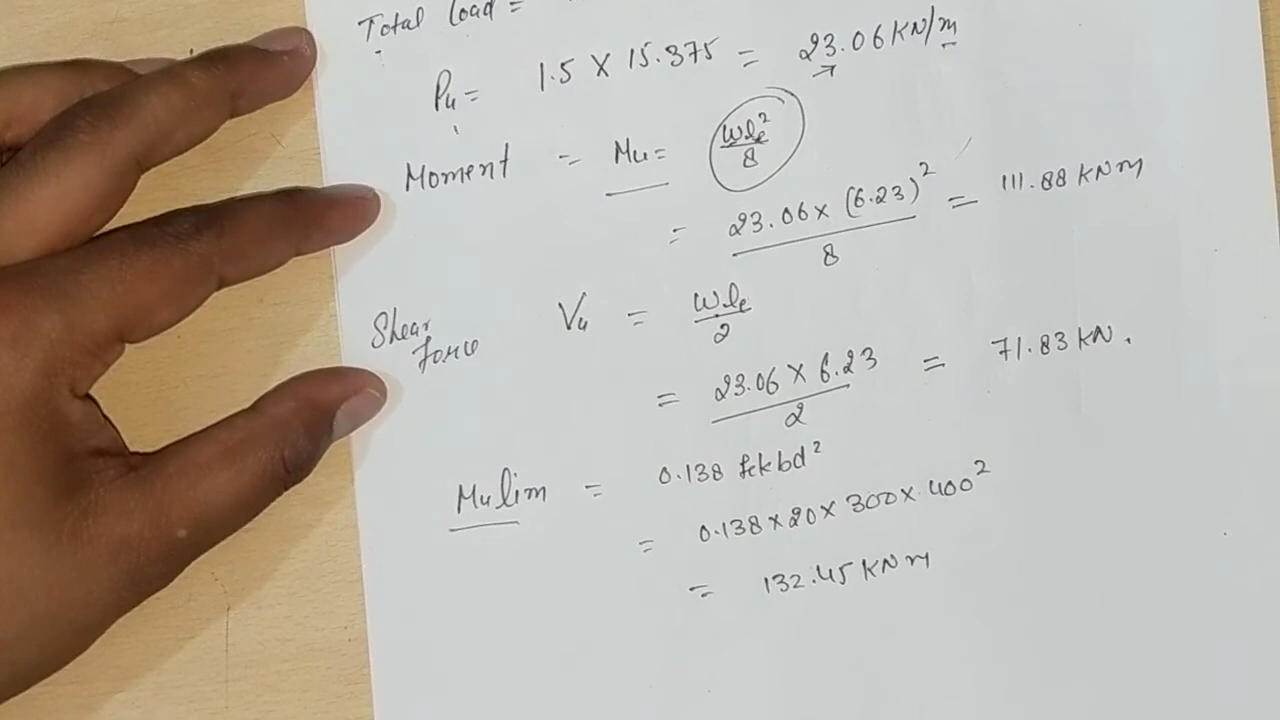 Total load =
Pu = 1.5 X 15.375 = 23.06 KN/m
Moment = Mu = wle²/8
= 23.06 x (6.23)²/8 = 111.88 KNm
Shear force Vu = wle/2
= 23.06 X 6.23/2 = 71.83 KN.
Mulim = 0.138 fckbd²
= 0.138 x 20 x 300 x 400²
= 132.45 KNm